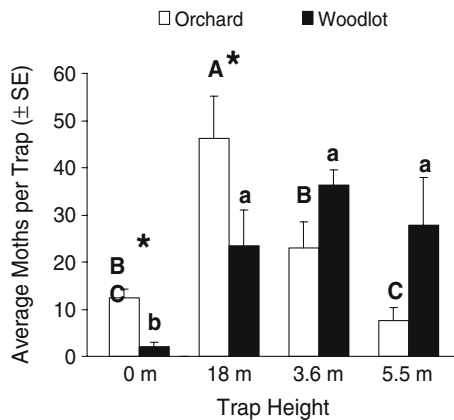 Orchard Woodlot
Average Moths per Trap (± SE)
60
50
40
30
20
10
0
B
C
*
b
A *
a
B
a
C
a
0 m 18 m 3.6 m 5.5 m
Trap Height